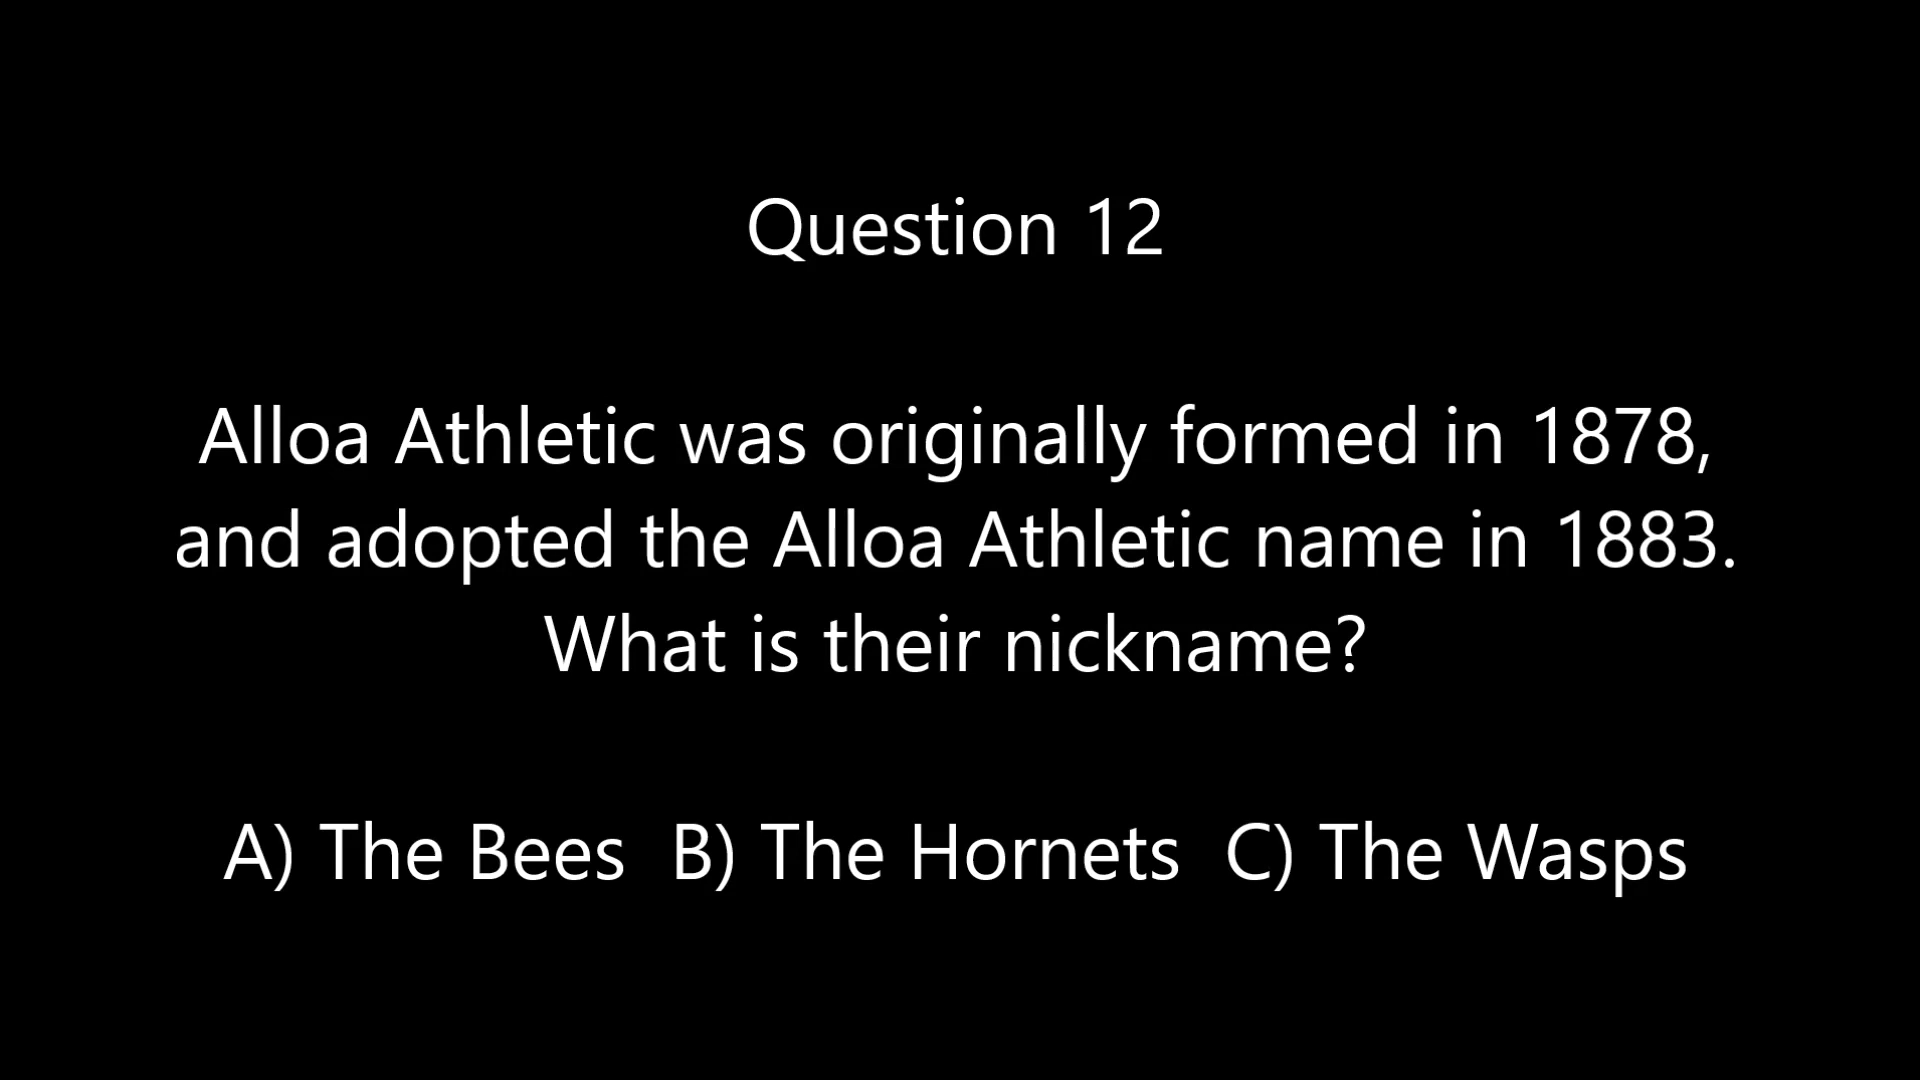 Question 12
Alloa Athletic was originally formed in 1878,
and adopted the Alloa Athletic name in 1883.
What is their nickname?
A) The Bees  B) The Hornets  C) The Wasps